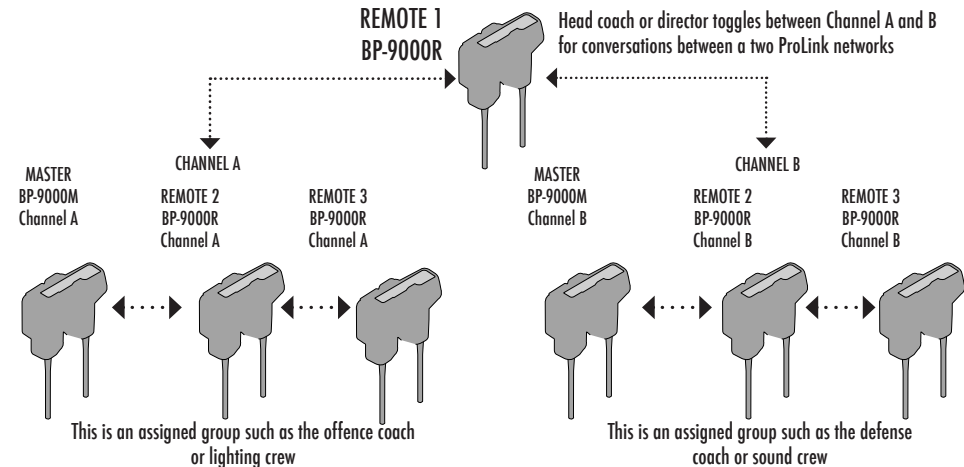 REMOTE 1
BP-9000R
Head coach or director toggles between Channel A and B
for conversations between a two ProLink networks
CHANNEL A
MASTER
BP-9000M
Channel A
REMOTE 2
BP-9000R
Channel A
REMOTE 3
BP-9000R
Channel A
This is an assigned group such as the offence coach
or lighting crew
CHANNEL B
MASTER
BP-9000M
Channel B
REMOTE 2
BP-9000R
Channel B
REMOTE 3
BP-9000R
Channel B
This is an assigned group such as the defense
coach or sound crew